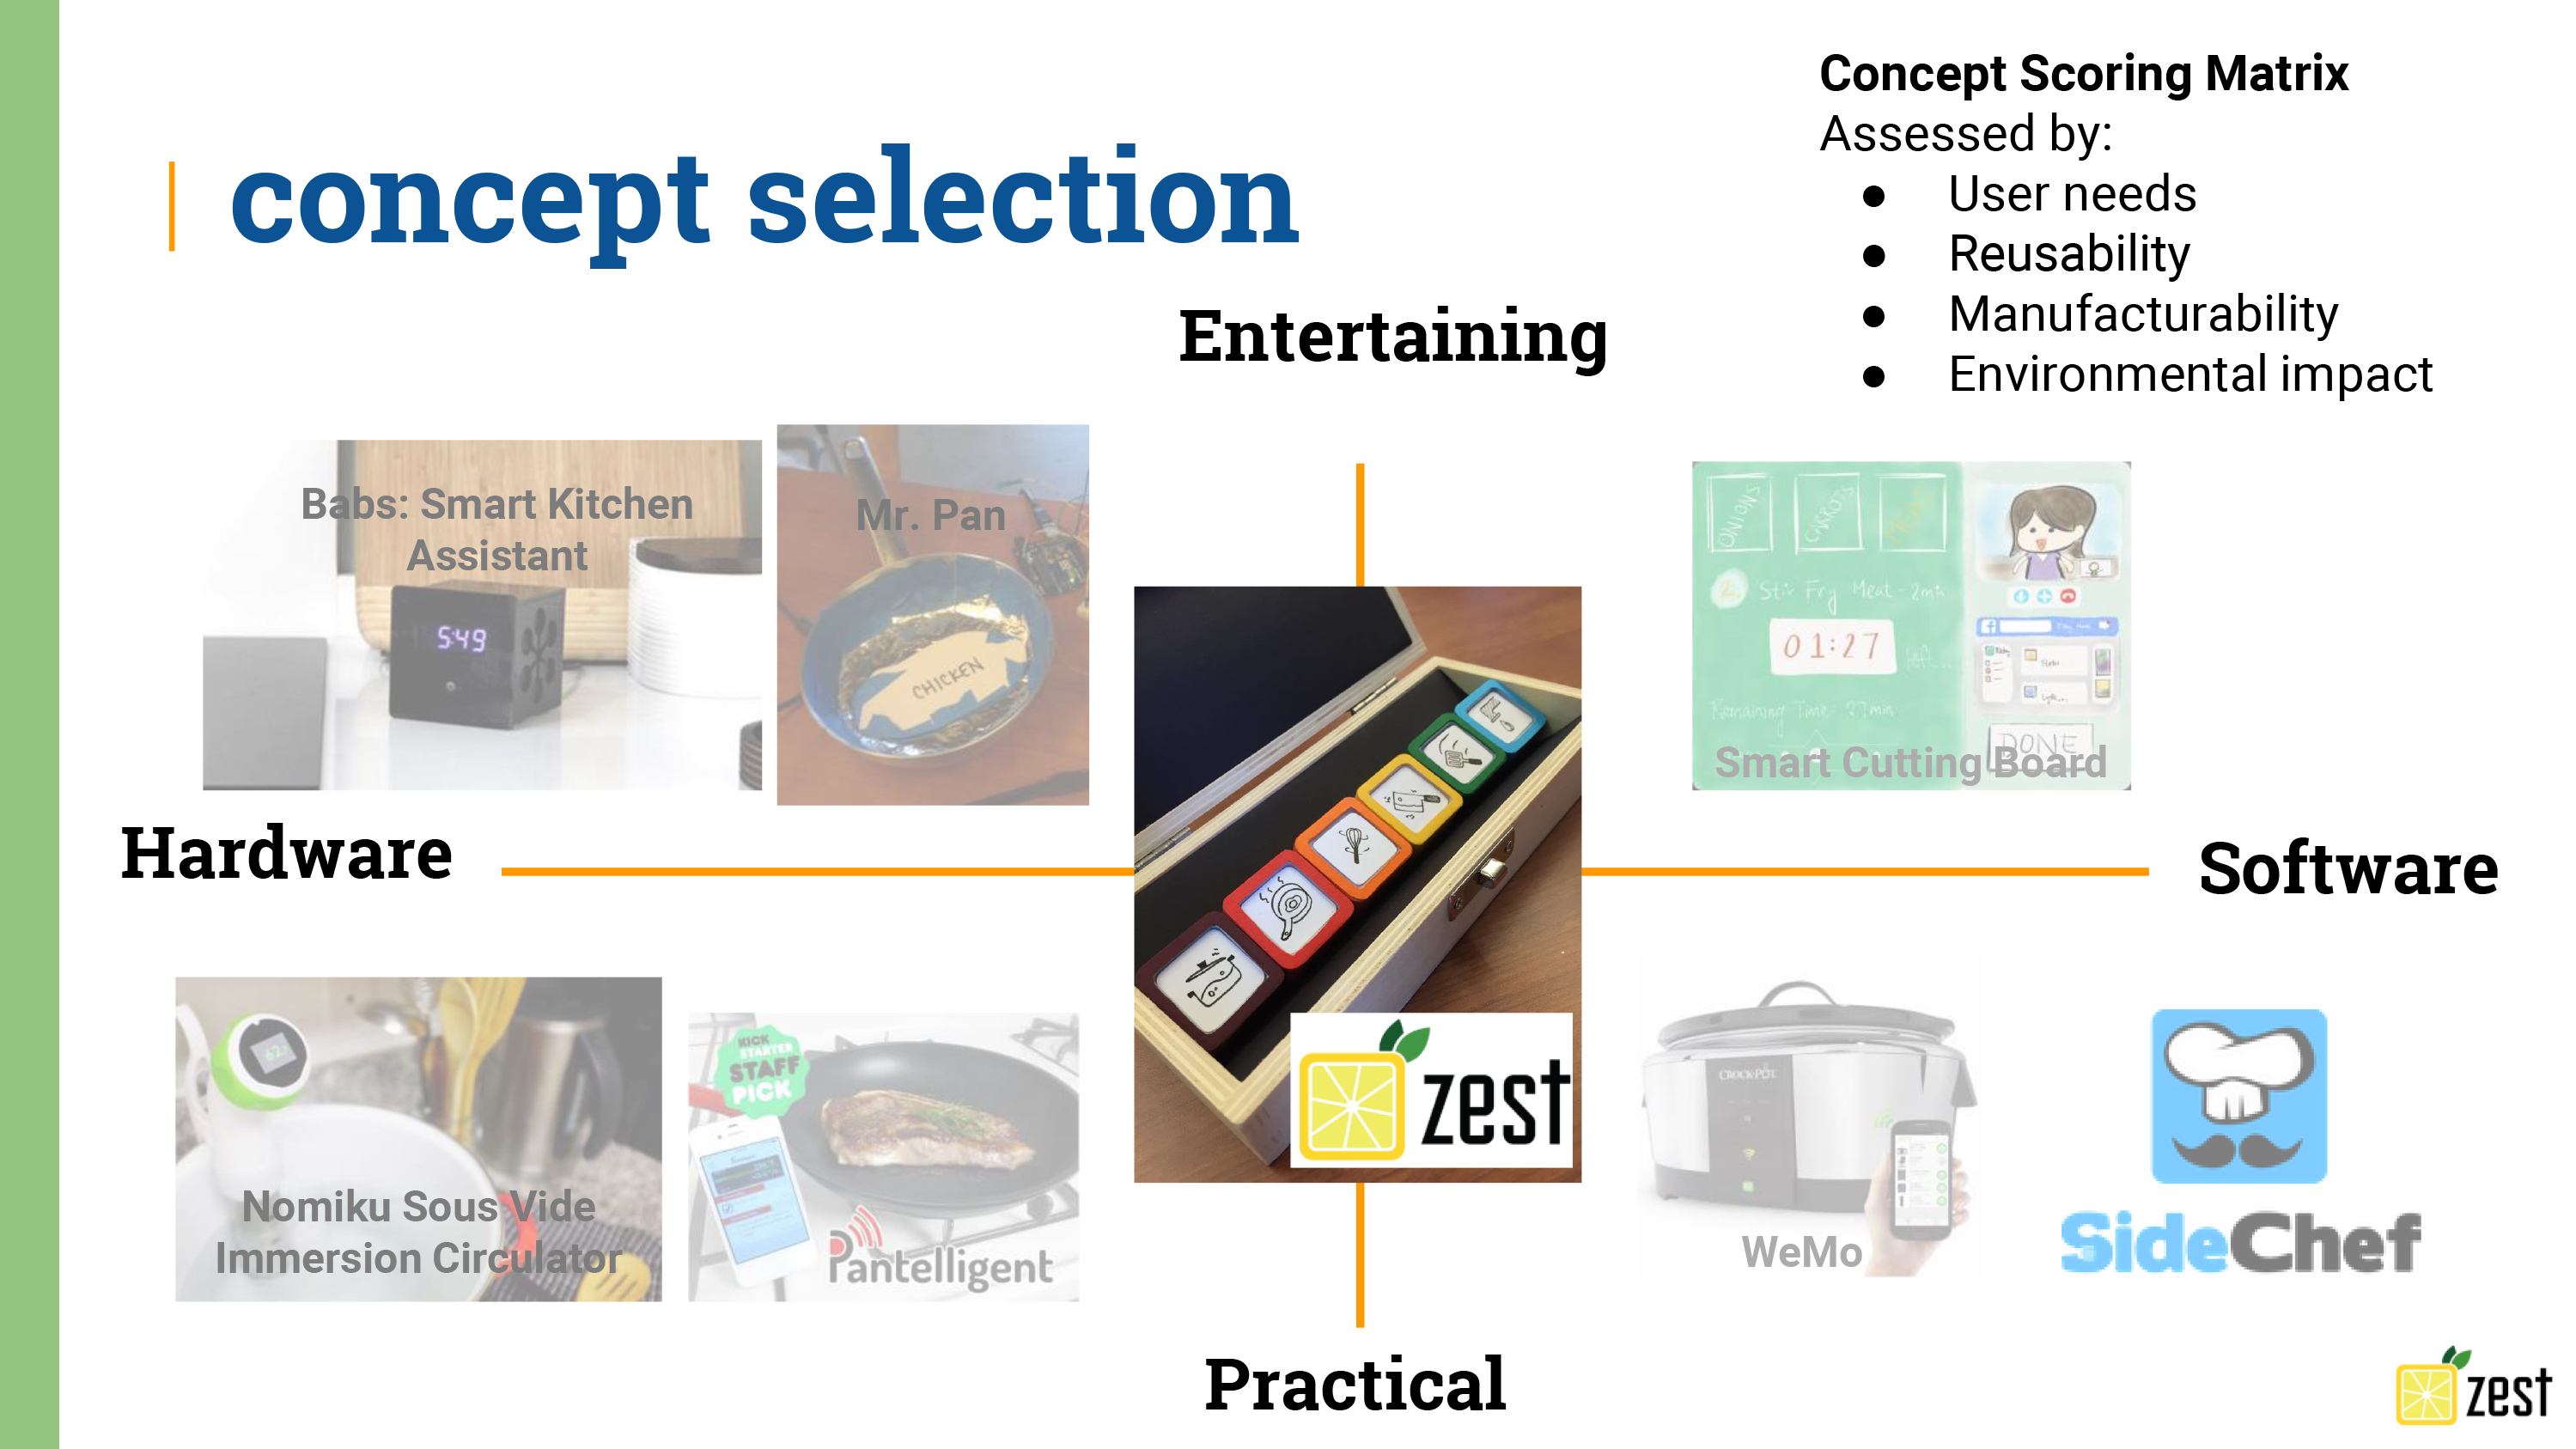 Concept Scoring Matrix
Assessed by:
● User needs
● Reusability
● Manufacturability
● Environmental impact
concept selection
Entertaining
Babs: Smart Kitchen
Assistant
5:49
Mr. Pan
CHICKEN
ONIONS
CARROTS
2. Stir Fry Meat - 2min
01:27
left...
Remaining Time: 27min
DONE
Smart Cutting Board
Hardware
Software
zest
Nomiku Sous Vide
Immersion Circulator
KICK
STARTER
STAFF
PICK
Pantelligent
CROCK·POT
WeMo
SideChef
Practical
zest